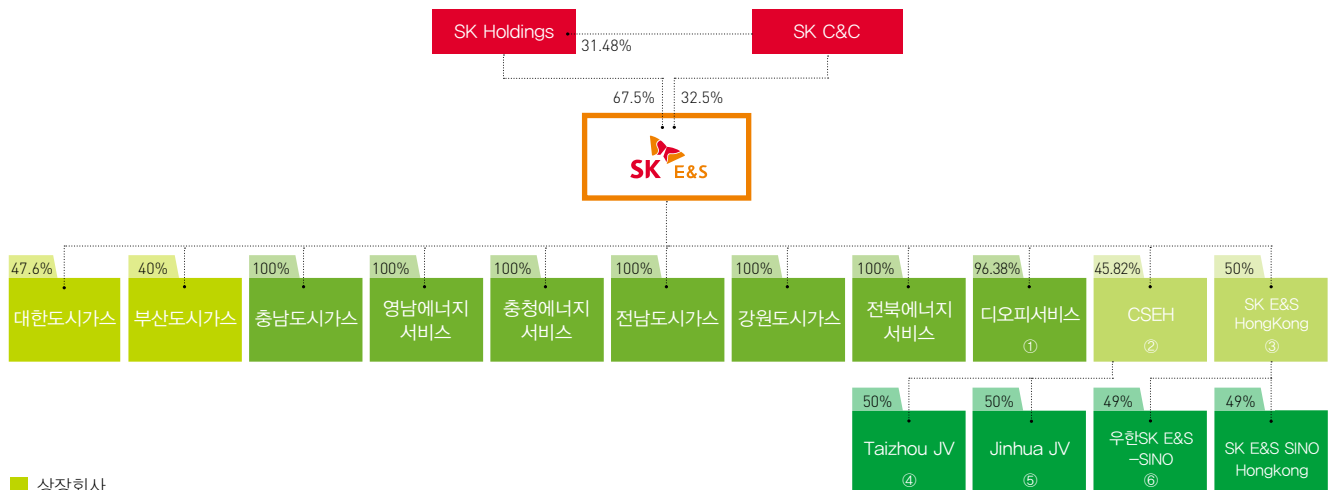 SK Holdings
SK C&C
31.48%
67.5%
32.5%
SK E&S
47.6%
40%
100%
100%
100%
100%
100%
100%
96.38%
45.82%
50%
대한도시가스
부산도시가스
충남도시가스
영남에너지
서비스
충청에너지
서비스
전남도시가스
강원도시가스
전북에너지
서비스
디오피서비스
①
CSEH
②
SK E&S
HongKong
③
50%
50%
49%
49%
Taizhou JV
④
Jinhua JV
⑤
우한SK E&S
–SINO
⑥
SK E&S SINO
Hongkong
상장회사